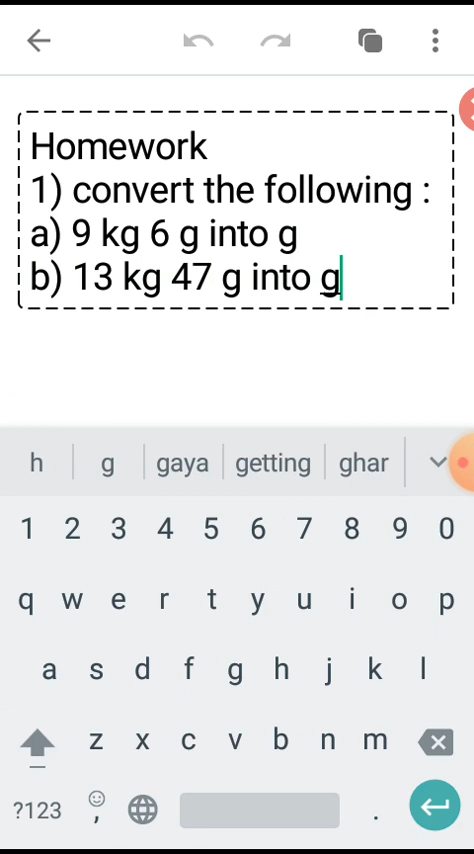 Homework
1) convert the following :
a) 9 kg 6 g into g
b) 13 kg 47 g into g
h g gaya getting ghar
1 2 3 4 5 6 7 8 9 0
q w e r t y u i o p
a s d f g h j k l
z x c v b n m
?123 , .